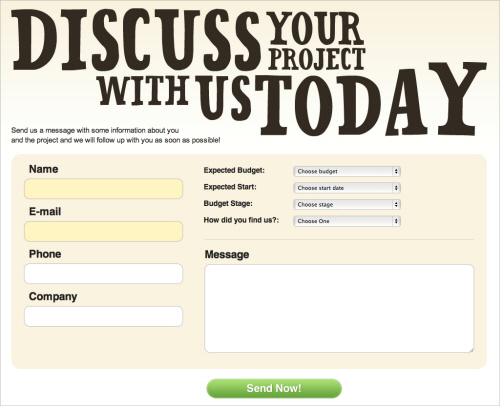 DISCUSS YOUR PROJECT
WITH US TODAY
Send us a message with some information about you
and the project and we will follow up with you as soon as possible!
Name
E-mail
Phone
Company
Expected Budget: Choose budget
Expected Start: Choose start date
Budget Stage: Choose stage
How did you find us?: Choose One
Message
Send Now!